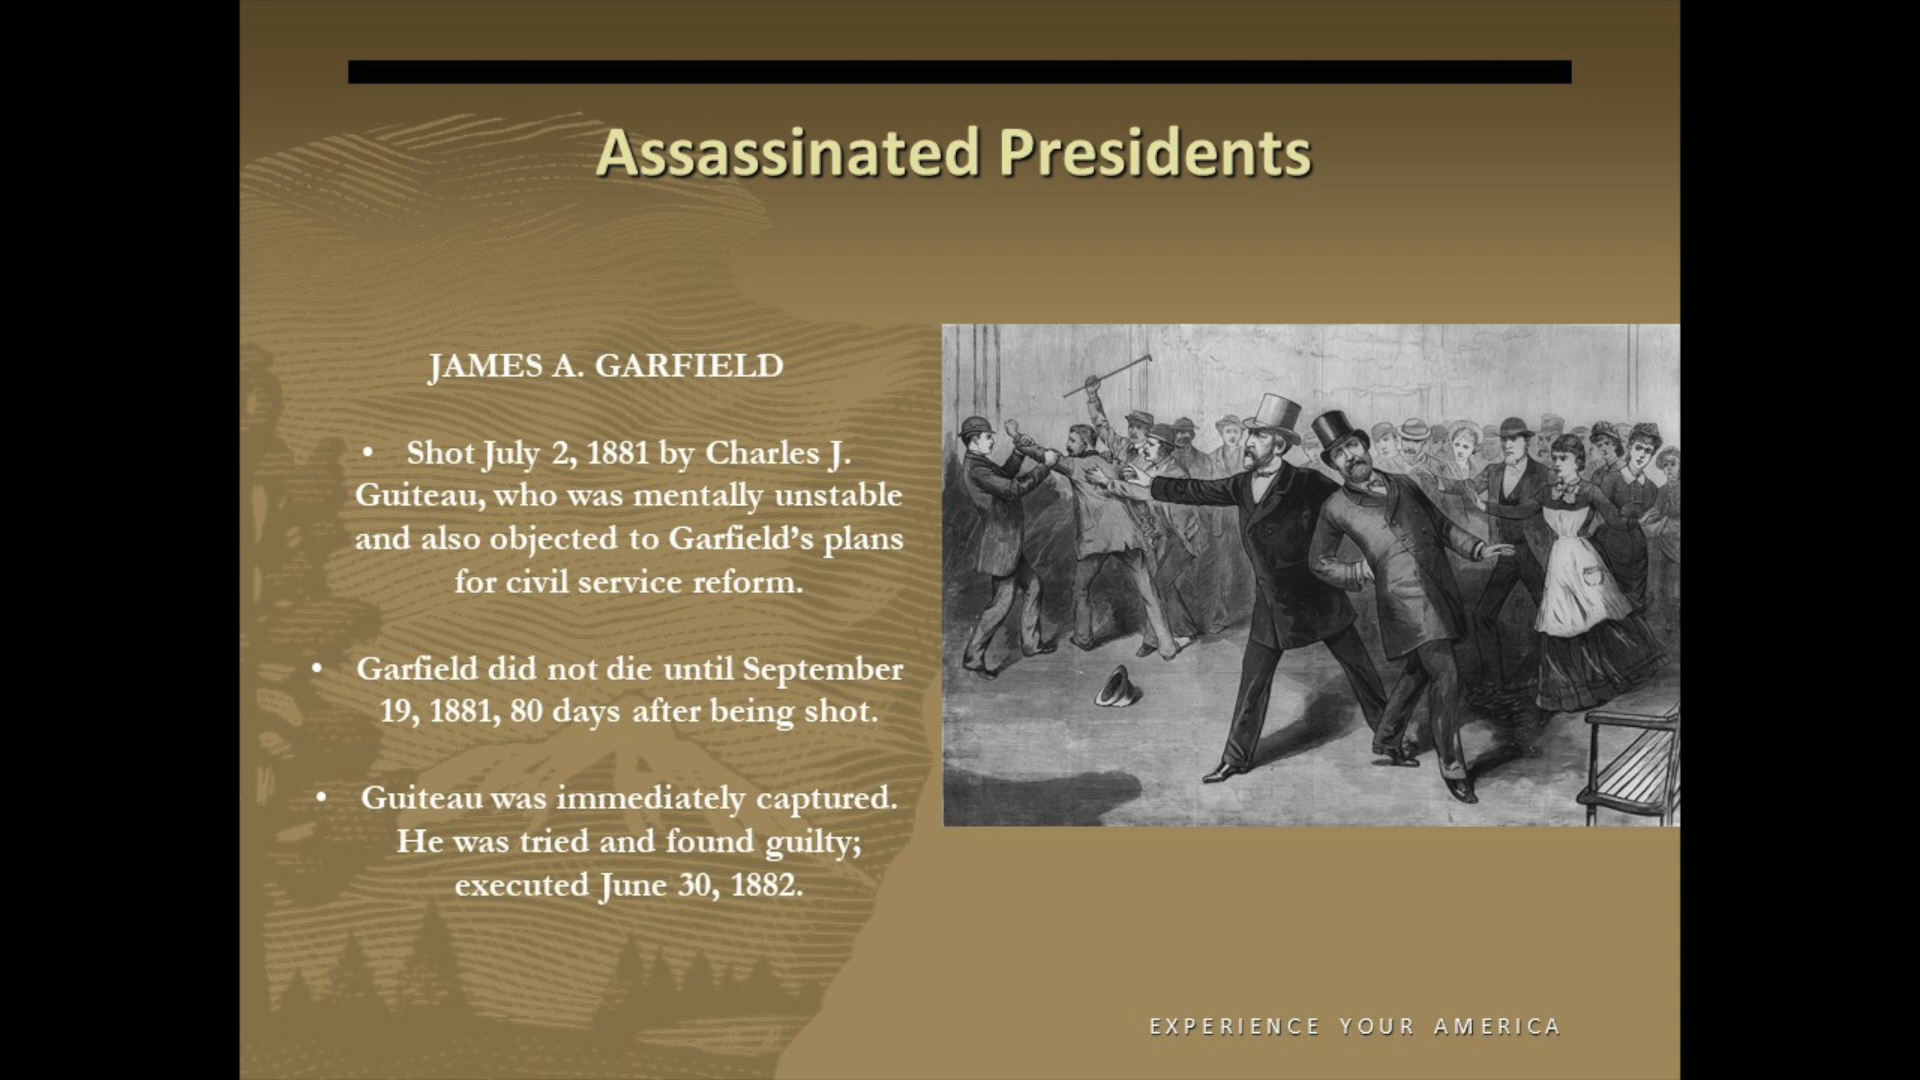 Assassinated Presidents
JAMES A. GARFIELD
• Shot July 2, 1881 by Charles J.
Guiteau, who was mentally unstable
and also objected to Garfield’s plans
for civil service reform.
• Garfield did not die until September
19, 1881, 80 days after being shot.
• Guiteau was immediately captured.
He was tried and found guilty;
executed June 30, 1882.
EXPERIENCE YOUR AMERICA